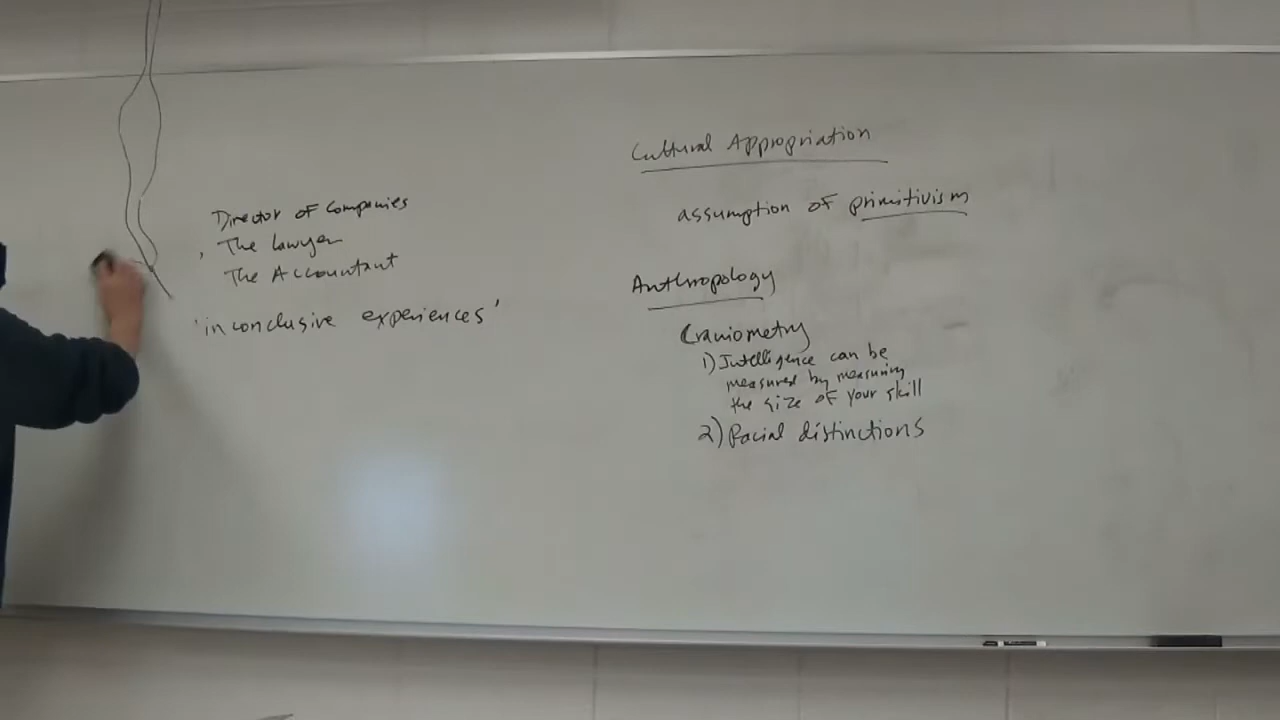 Director of Companies
The Lawyer
The Accountant
'inconclusive experiences'
Cultural Appropriation
assumption of primitivism
Anthropology
Craniometry
1) Intelligence can be
measured by measuring
the size of your skill
2) Racial distinctions